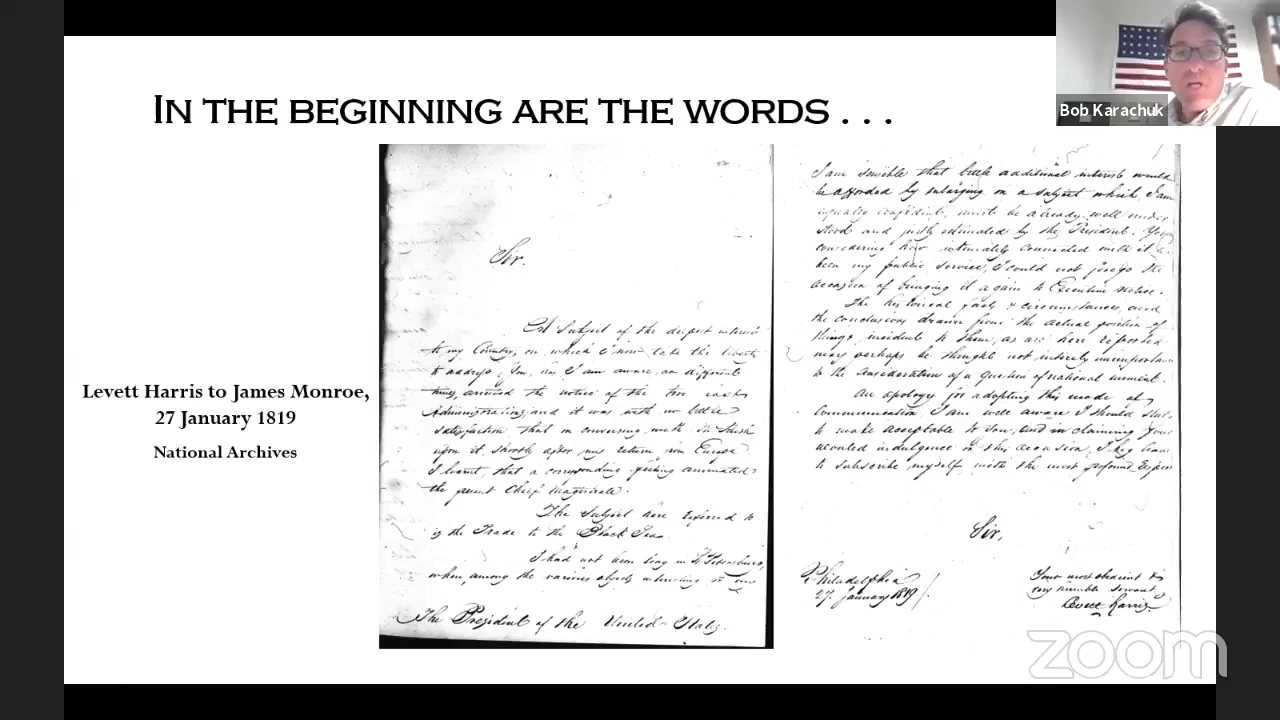 IN THE BEGINNING ARE THE WORDS . . .
Bob Karachuk
Levett Harris to James Monroe,
27 January 1819
National Archives
Sir.
A Subject of the deepest interest
to my Country, on which I now take the liberty
to address You, has I am aware, at different
times, arrested the notice of the two last
Administrations; and it was with no little
satisfaction that on conversing with Mr. Rush
upon it, shortly after my return from Europe
I learnt, that a corresponding feeling animated
the present Chief Magistrate.
The Subject here referred to
is the Trade to the Black Sea.
I had not been long in St. Petersburg,
when among the various objects interesting to
The President of the United States.
I am sensible that little additional interest would
be afforded by enlarging on a subject which, I am
equally confident, must be already well under
stood and justly estimated by the President. Yet
considering how intimately connected with it has
been my public service, I could not forego the
occasion of bringing it again to Executive notice.
The historical facts & circumstances, and
the conclusions drawn from the actual position of
things incident to them, as are here reported
may perhaps be thought not entirely unimportant
to the consideration of a question of national moment.
An apology for adopting this mode of
Communication I am well aware I should
to make acceptable to You; and in claiming Your
wonted indulgence on this occasion, I beg leave
to subscribe myself with the most profound Respect
Sir,
Philadelphia
27. January 1819
Your most obedient &
very humble servant
Levett Harris
zoom